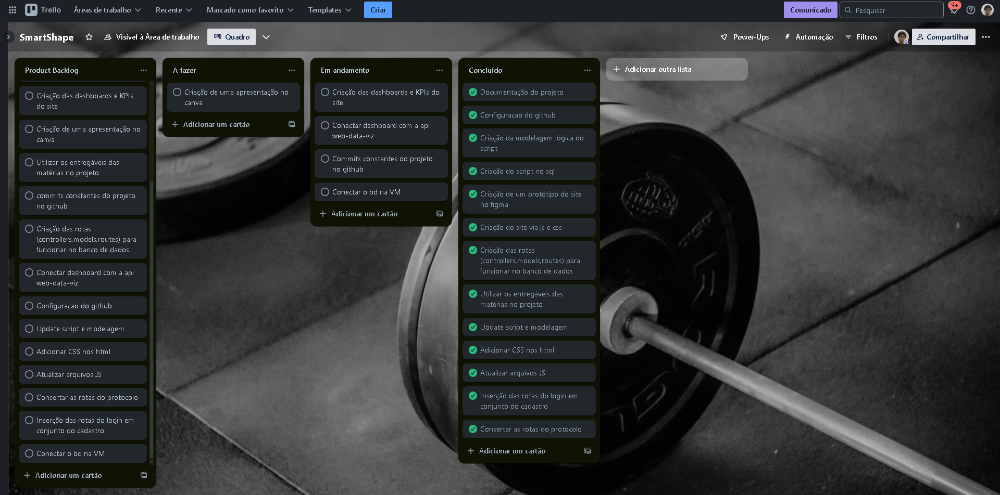 Trello
Áreas de trabalho
Recente
Marcado como favorito
Templates
Criar
Comunicado
Pesquisar
9+
SmartShape
Visível à Área de trabalho
Quadro
Power-Ups
Automação
Filtros
Compartilhar
Product Backlog
Criação das dashboards e KPIs
do site
Criação de uma apresentação no
canva
Utilizar os entregáveis das
matérias no projeto
commits constantes do projeto
no github
Criação das rotas
(controllers,models,routes) para
funcionar no banco de dados
Conectar dashboard com a api
web-data-viz
Configuracao do github
Update script e modelagem
Adicionar CSS nos html
Atualizar arquivos JS
Consertar as rotas do protocolo
Inserção das rotas do login em
conjunto do cadastro
Conectar o bd na VM
Adicionar um cartão
A fazer
Criação de uma apresentação no
canva
Adicionar um cartão
Em andamento
Criação das dashboards e KPIs do
site
Conectar dashboard com a api
web-data-viz
Commits constantes do projeto
no github
Conectar o bd na VM
Adicionar um cartão
Concluído
Documentação do projeto
Configuracao do github
Criação da modelagem lógica do
script
Criação do script no sql
Criação de um protótipo do site
no figma
Criação do site via js e css
Criação das rotas
(controllers,models,routes) para
funcionar no banco de dados
Utilizar os entregáveis das
matérias no projeto
Update script e modelagem
Adicionar CSS nos html
Atualizar arquivos JS
Inserção das rotas do login em
conjunto do cadastro
Consertar as rotas do protocolo
Adicionar um cartão
Adicionar outra lista